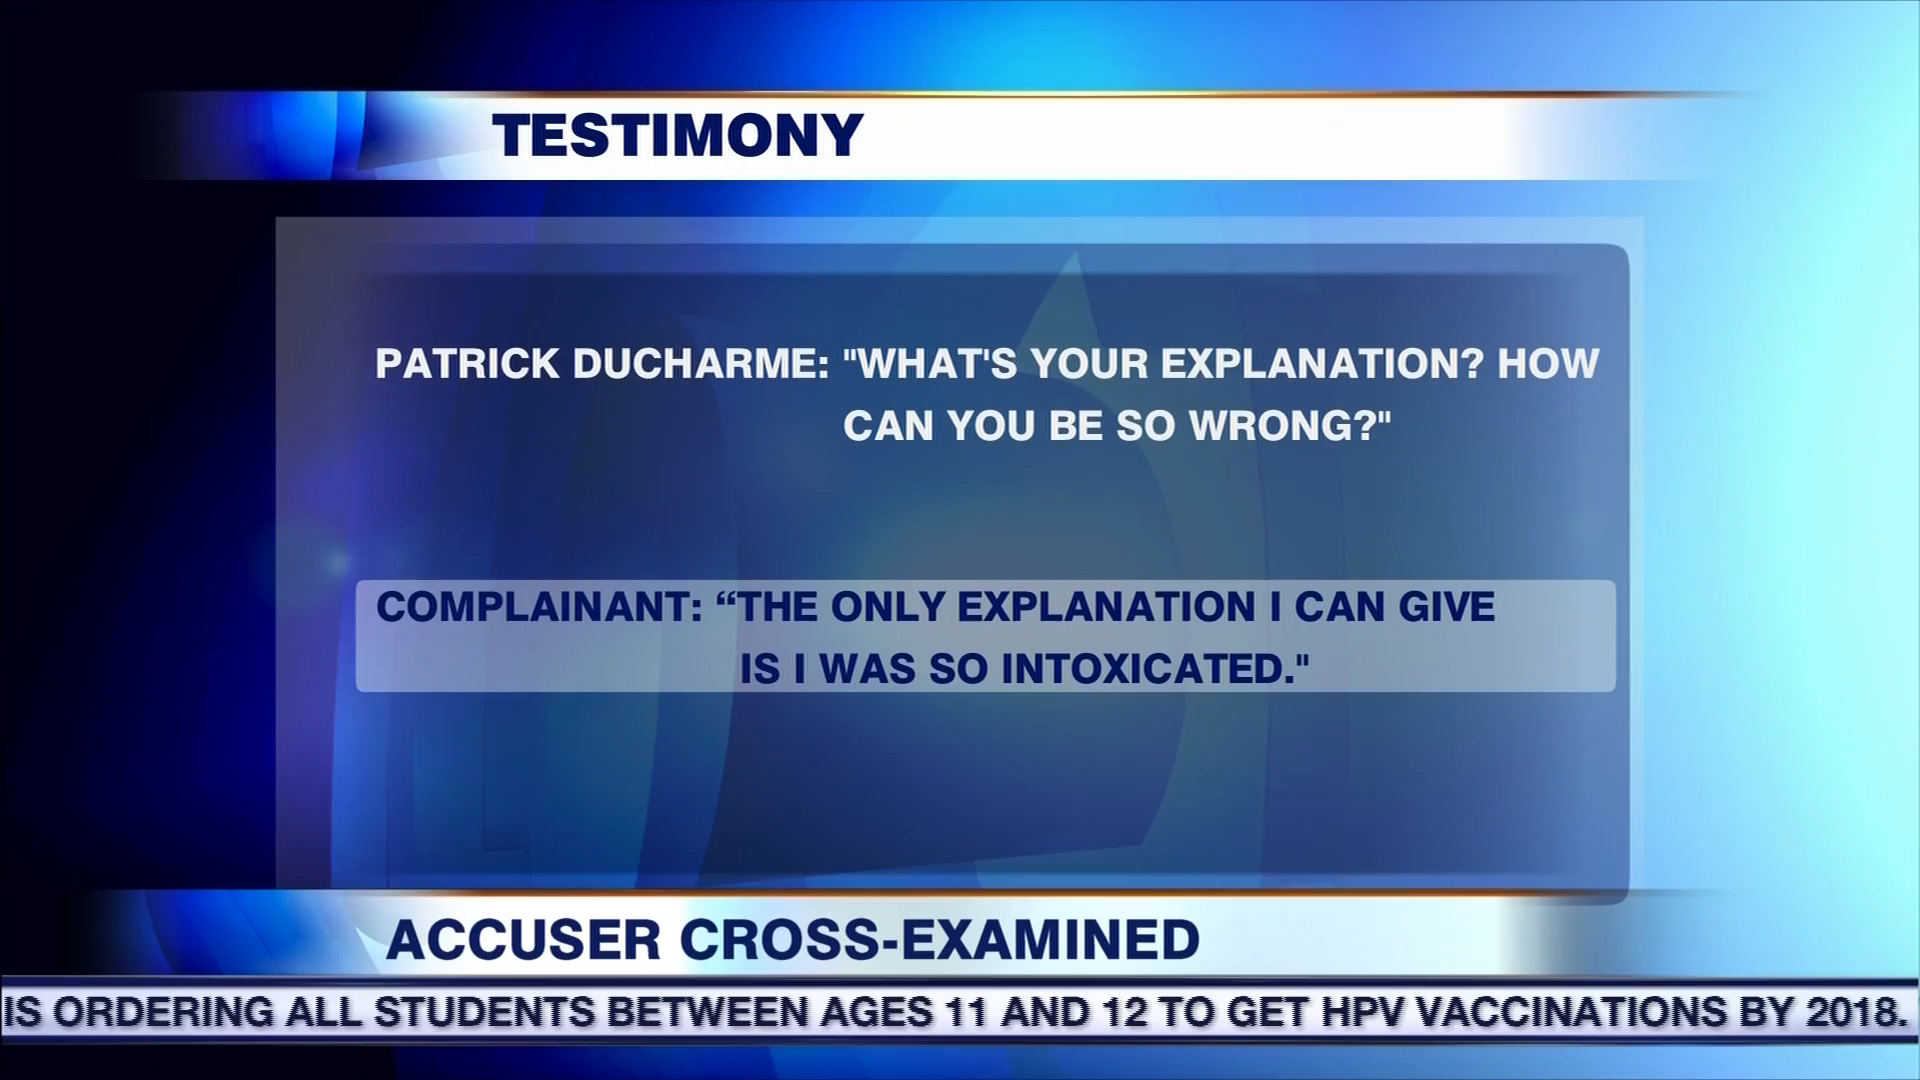 TESTIMONY
PATRICK DUCHARME: "WHAT'S YOUR EXPLANATION? HOW
CAN YOU BE SO WRONG?"
COMPLAINANT: “THE ONLY EXPLANATION I CAN GIVE
IS I WAS SO INTOXICATED."
ACCUSER CROSS-EXAMINED
IS ORDERING ALL STUDENTS BETWEEN AGES 11 AND 12 TO GET HPV VACCINATIONS BY 2018.